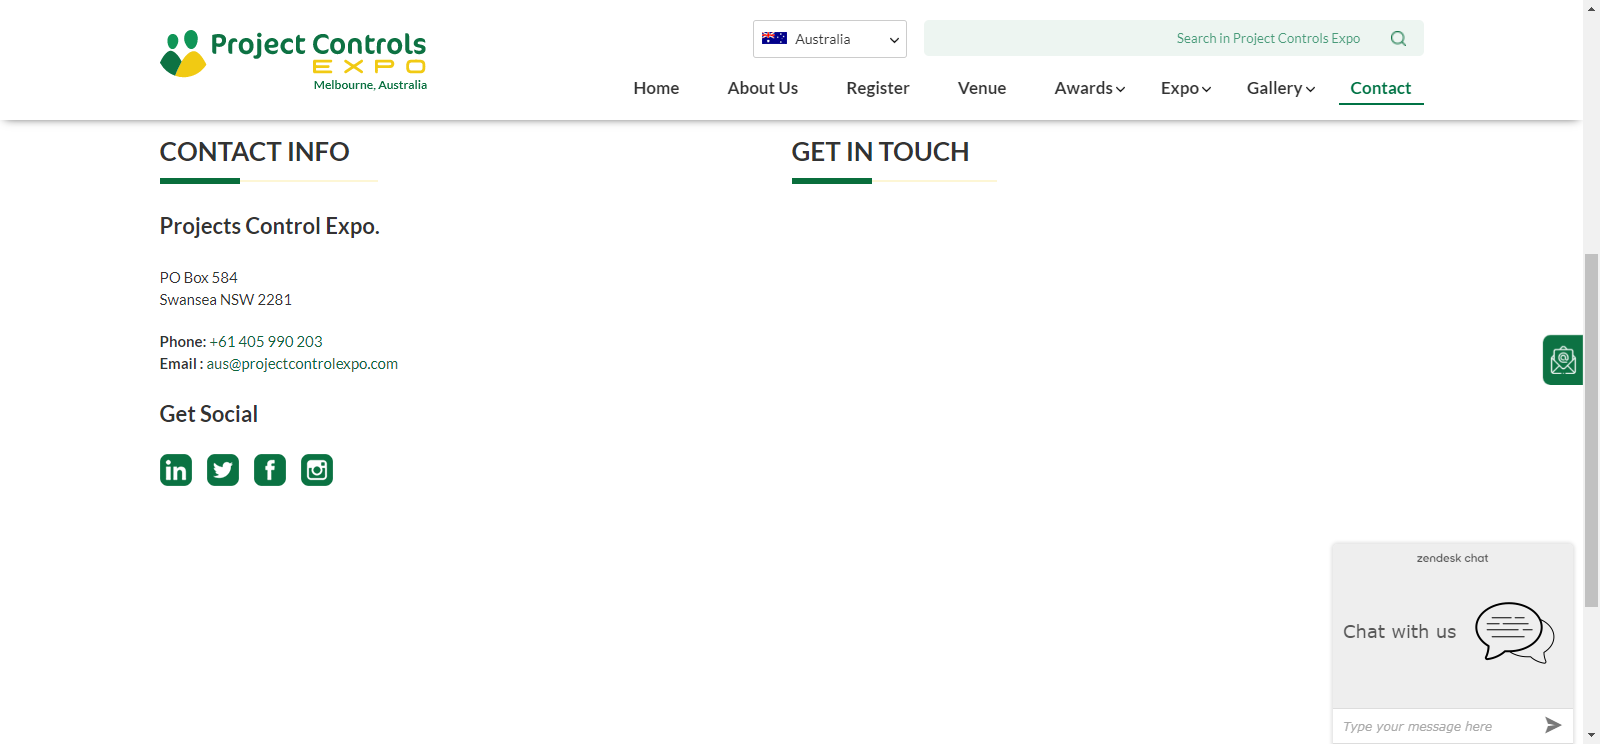 Project Controls
EXPO
Melbourne, Australia
Australia
Search in Project Controls Expo
Home
About Us
Register
Venue
Awards
Expo
Gallery
Contact
CONTACT INFO
Projects Control Expo.
PO Box 584
Swansea NSW 2281
Phone: +61 405 990 203
Email : aus@projectcontrolexpo.com
Get Social
GET IN TOUCH
zendesk chat
Chat with us
Type your message here